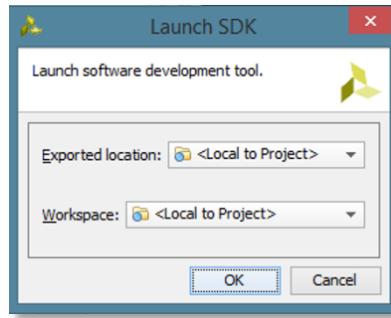 Launch SDK
Launch software development tool.
Exported location: <Local to Project>
Workspace: <Local to Project>
OK Cancel